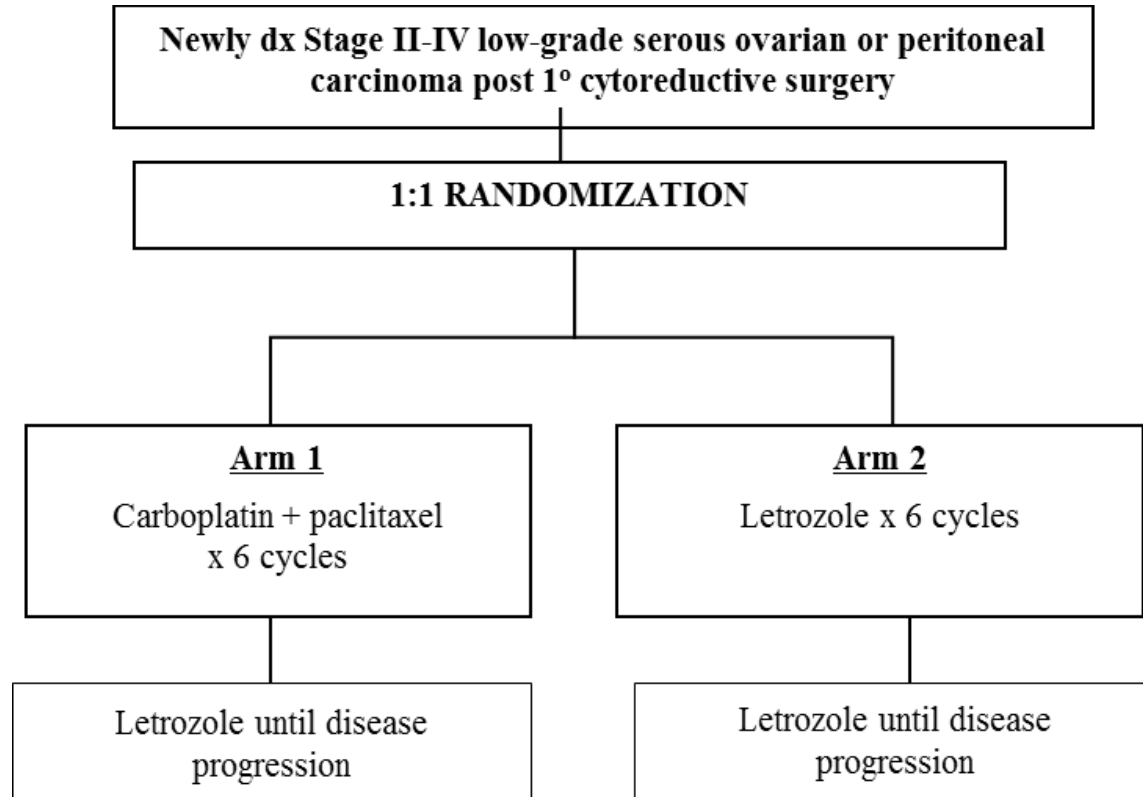 Newly dx Stage II-IV low-grade serous ovarian or peritoneal
carcinoma post 1º cytoreductive surgery
1:1 RANDOMIZATION
Arm 1
Carboplatin + paclitaxel
x 6 cycles
Arm 2
Letrozole x 6 cycles
Letrozole until disease
progression
Letrozole until disease
progression